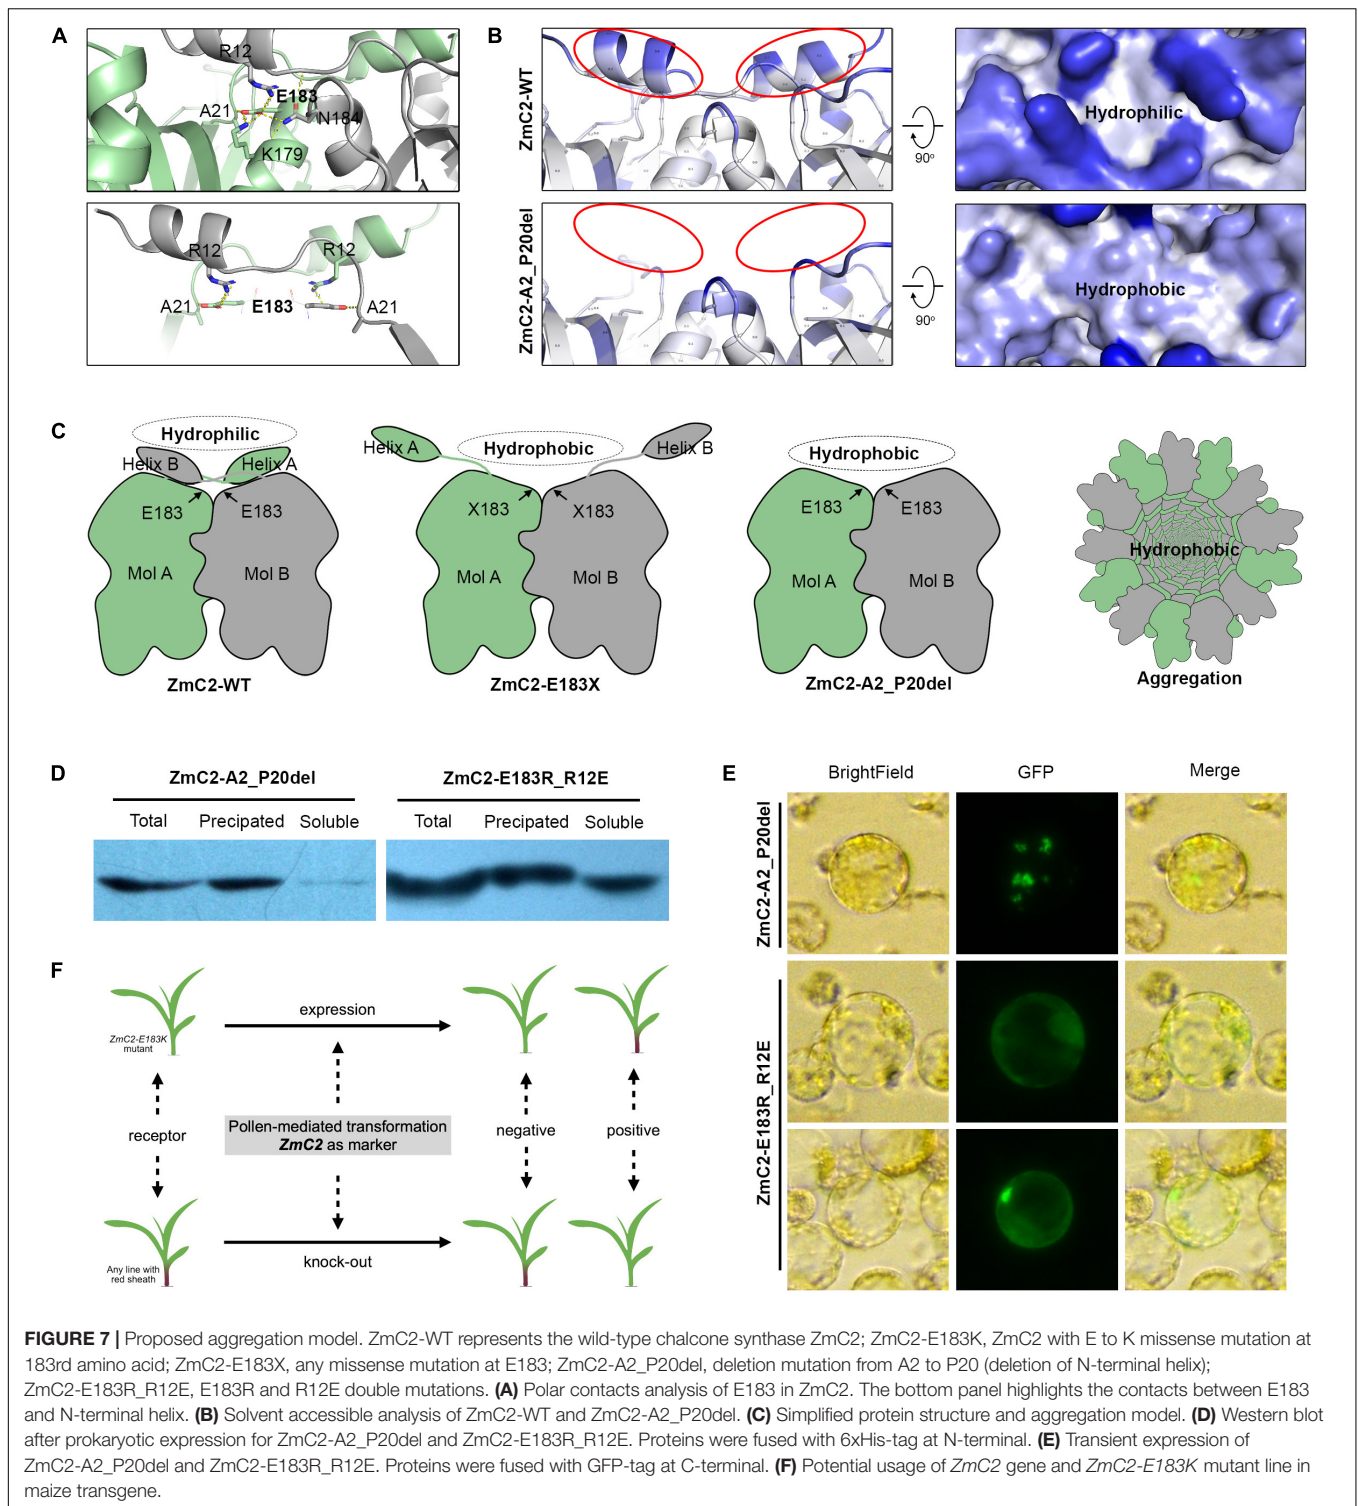 A
R12
E183
A21
N184
K179
R12
R12
A21
E183
A21
B
ZmC2-WT
90°
Hydrophilic
ZmC2-A2_P20del
90°
Hydrophobic
C
Hydrophilic
Helix B
Helix A
E183
E183
Mol A
Mol B
ZmC2-WT
Helix A
Hydrophobic
Helix B
X183
X183
Mol A
Mol B
ZmC2-E183X
Hydrophobic
E183
E183
Mol A
Mol B
ZmC2-A2_P20del
Hydrophobic
Aggregation
D
ZmC2-A2_P20del
ZmC2-E183R_R12E
Total
Precipated
Soluble
Total
Precipated
Soluble
E
BrightField
GFP
Merge
ZmC2-A2_P20del
ZmC2-E183R_R12E
F
ZmC2-E183K
mutant
expression
receptor
Pollen-mediated transformation
ZmC2 as marker
negative
positive
Any line with
red sheath
knock-out
FIGURE 7 | Proposed aggregation model. ZmC2-WT represents the wild-type chalcone synthase ZmC2; ZmC2-E183K, ZmC2 with E to K missense mutation at
183rd amino acid; ZmC2-E183X, any missense mutation at E183; ZmC2-A2_P20del, deletion mutation from A2 to P20 (deletion of N-terminal helix);
ZmC2-E183R_R12E, E183R and R12E double mutations. (A) Polar contacts analysis of E183 in ZmC2. The bottom panel highlights the contacts between E183
and N-terminal helix. (B) Solvent accessible analysis of ZmC2-WT and ZmC2-A2_P20del. (C) Simplified protein structure and aggregation model. (D) Western blot
after prokaryotic expression for ZmC2-A2_P20del and ZmC2-E183R_R12E. Proteins were fused with 6xHis-tag at N-terminal. (E) Transient expression of
ZmC2-A2_P20del and ZmC2-E183R_R12E. Proteins were fused with GFP-tag at C-terminal. (F) Potential usage of ZmC2 gene and ZmC2-E183K mutant line in
maize transgene.